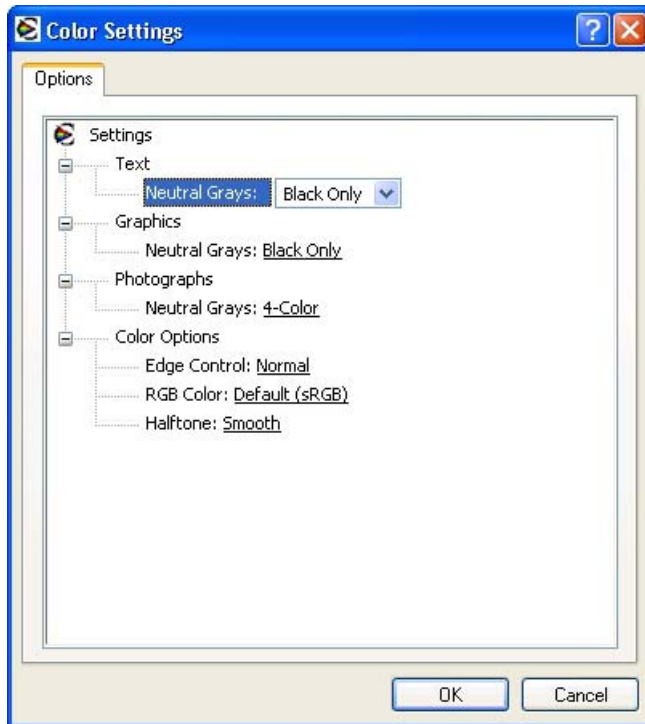 Color Settings
Options
Settings
Text
Neutral Grays: Black Only
Graphics
Neutral Grays: Black Only
Photographs
Neutral Grays: 4-Color
Color Options
Edge Control: Normal
RGB Color: Default (sRGB)
Halftone: Smooth
OK Cancel